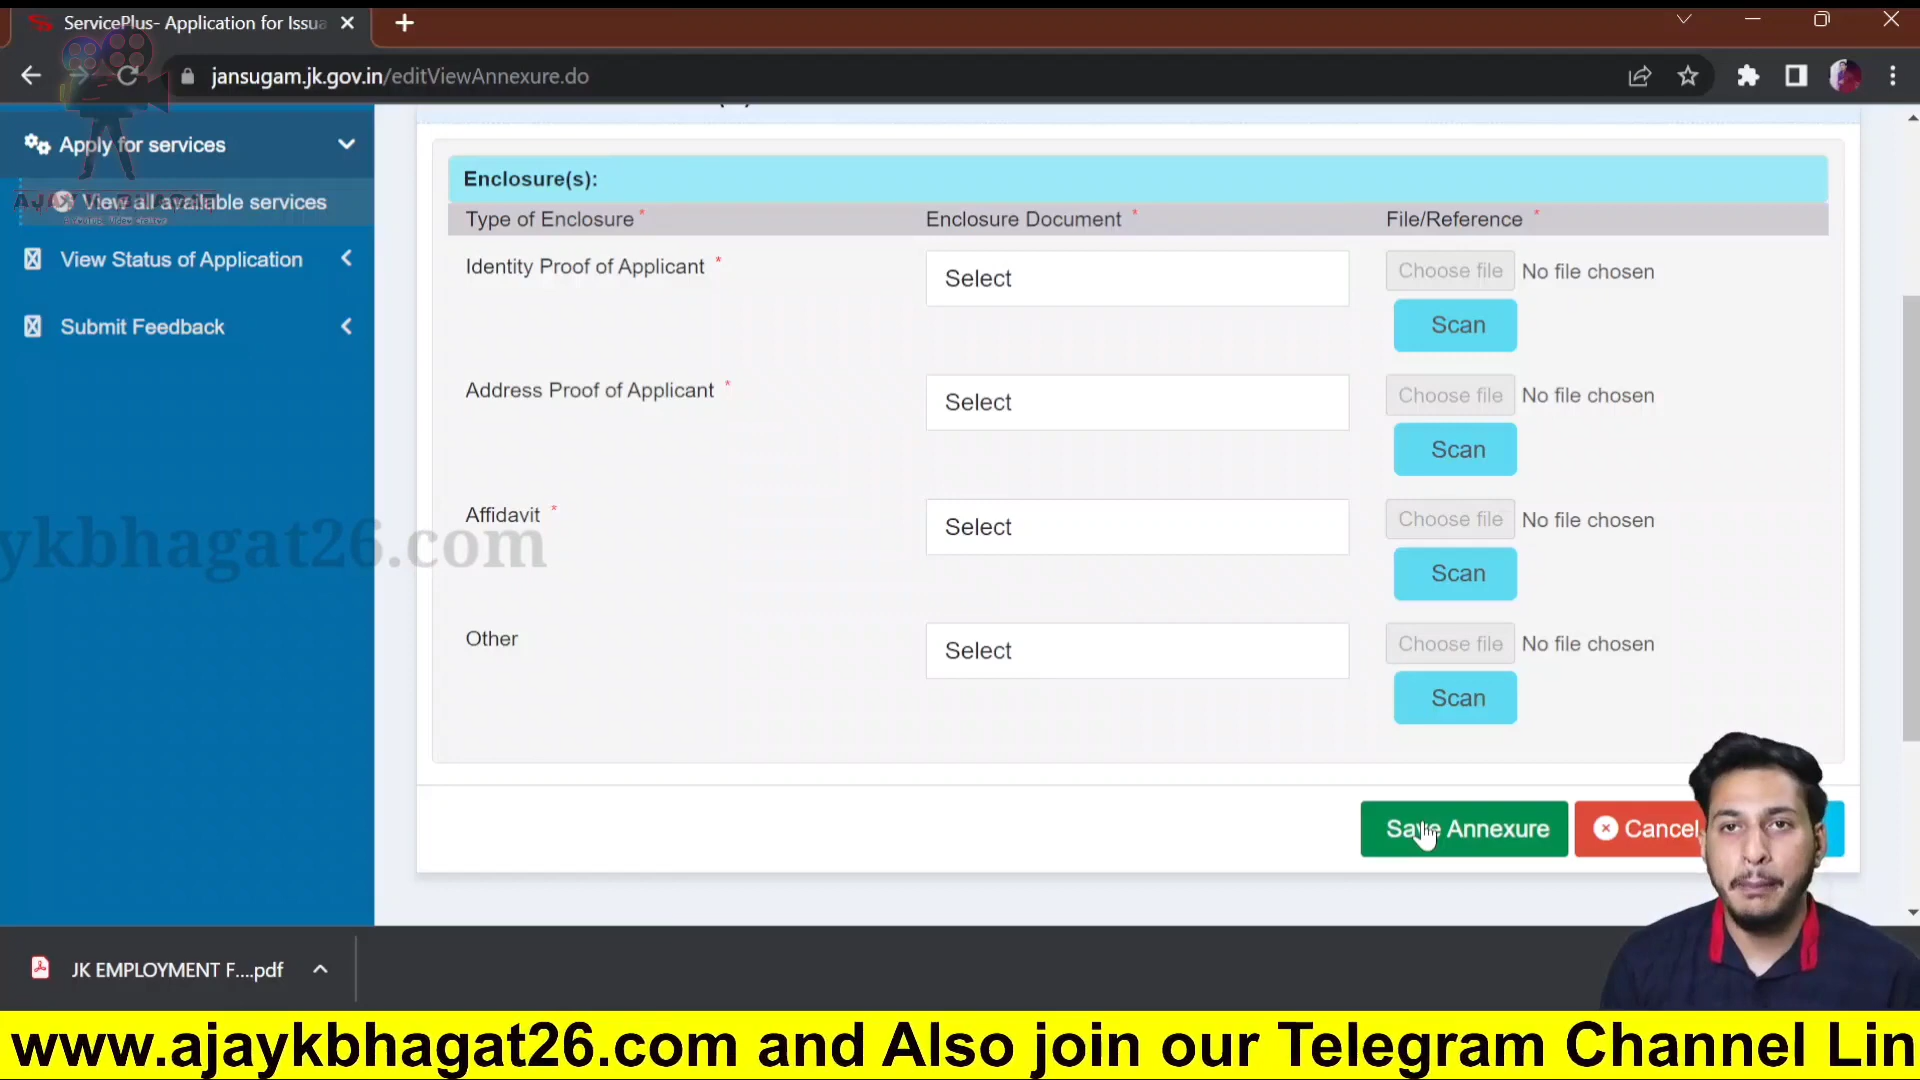 ServicePlus- Application for Issua
jansugam.jk.gov.in/editViewAnnexure.do
Apply for services
View all available services
View Status of Application
Submit Feedback
Enclosure(s):
Type of Enclosure * Enclosure Document * File/Reference *
Identity Proof of Applicant * Select Choose file No file chosen
Scan
Address Proof of Applicant * Select Choose file No file chosen
Scan
Affidavit * Select Choose file No file chosen
Scan
Other Select Choose file No file chosen
Scan
ykbhagat26.com
Save Annexure Cancel
JK EMPLOYMENT F....pdf
www.ajaykbhagat26.com and Also join our Telegram Channel Lin